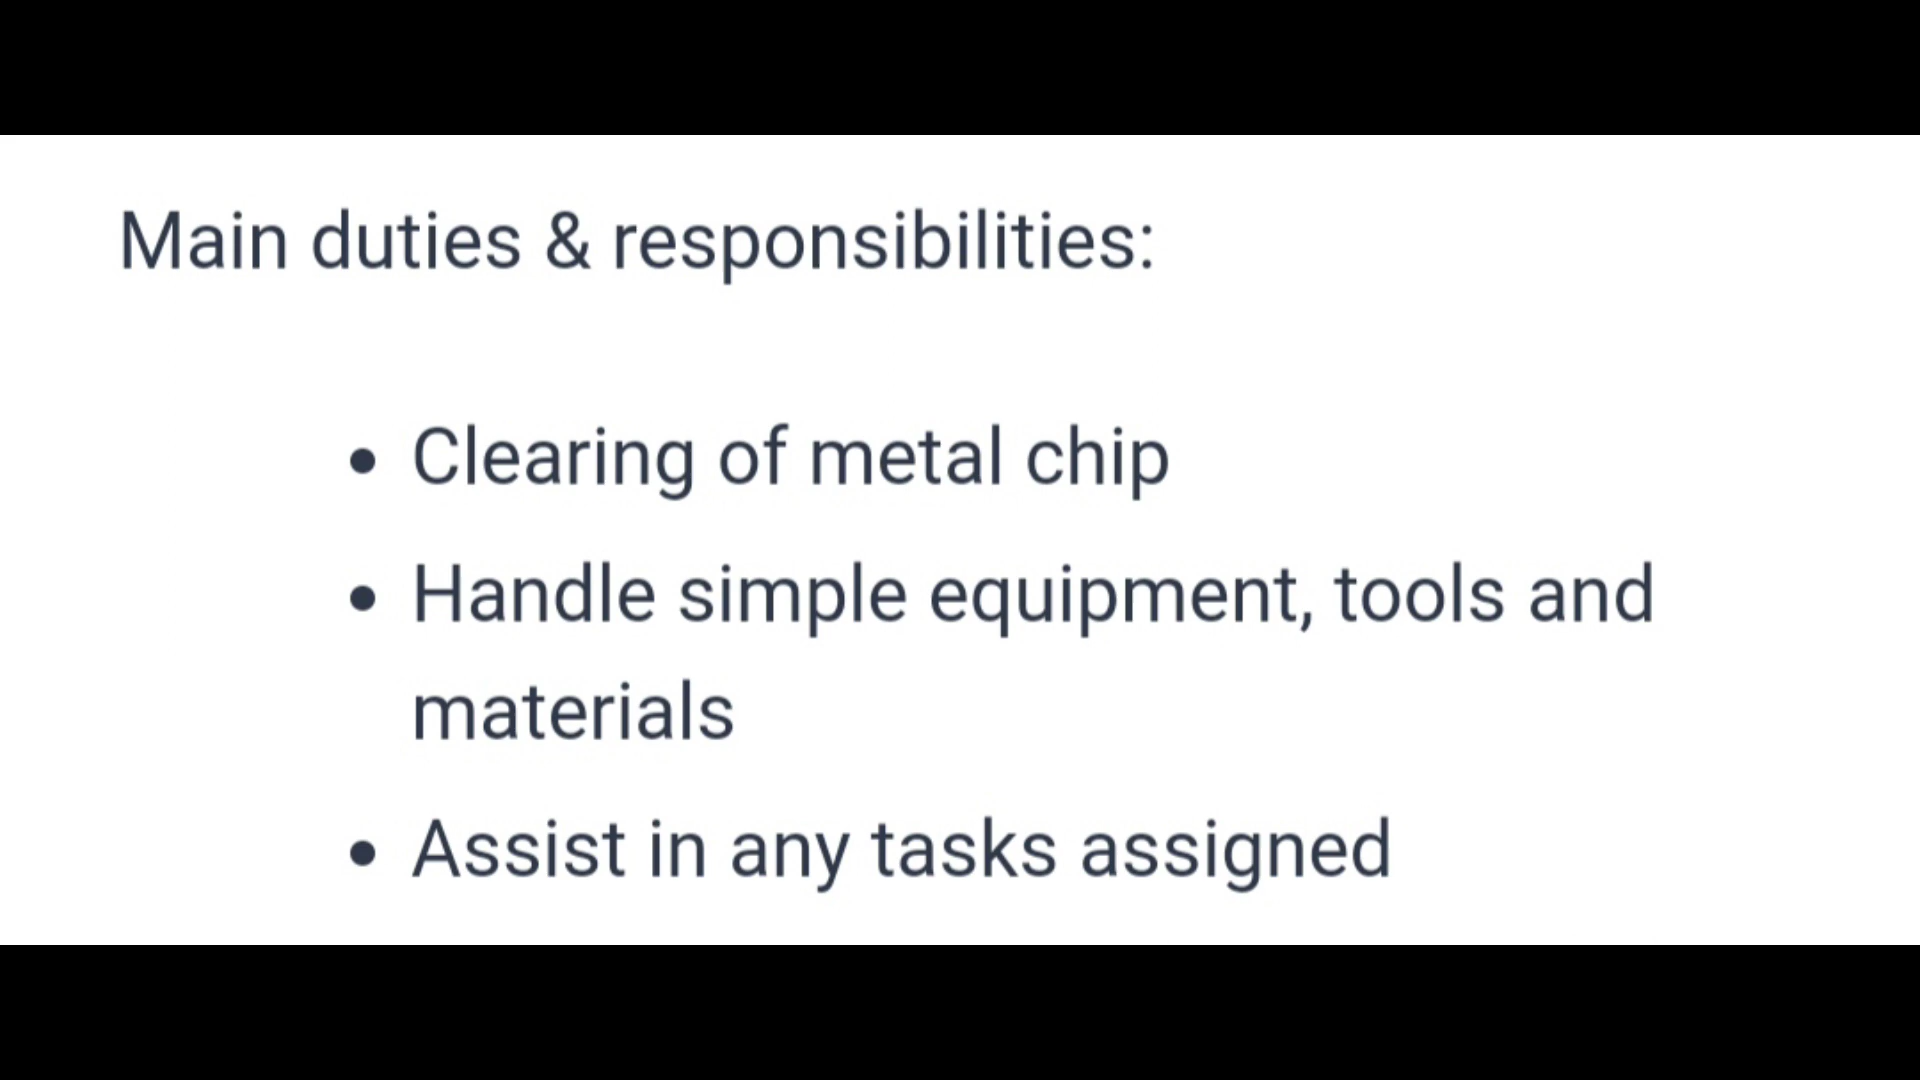 Main duties & responsibilities:
• Clearing of metal chip
• Handle simple equipment, tools and
materials
• Assist in any tasks assigned